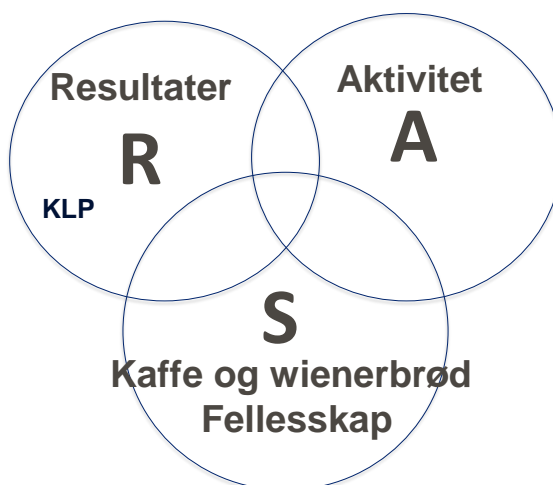 Resultater
R
KLP
Aktivitet
A
S
Kaffe og wienerbrød
Fellesskap